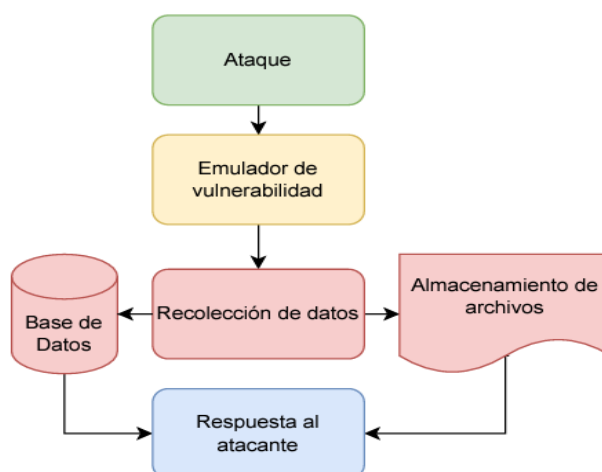 Ataque
Emulador de
vulnerabilidad
Base de
Datos
Recolección de datos
Almacenamiento de
archivos
Respuesta al
atacante